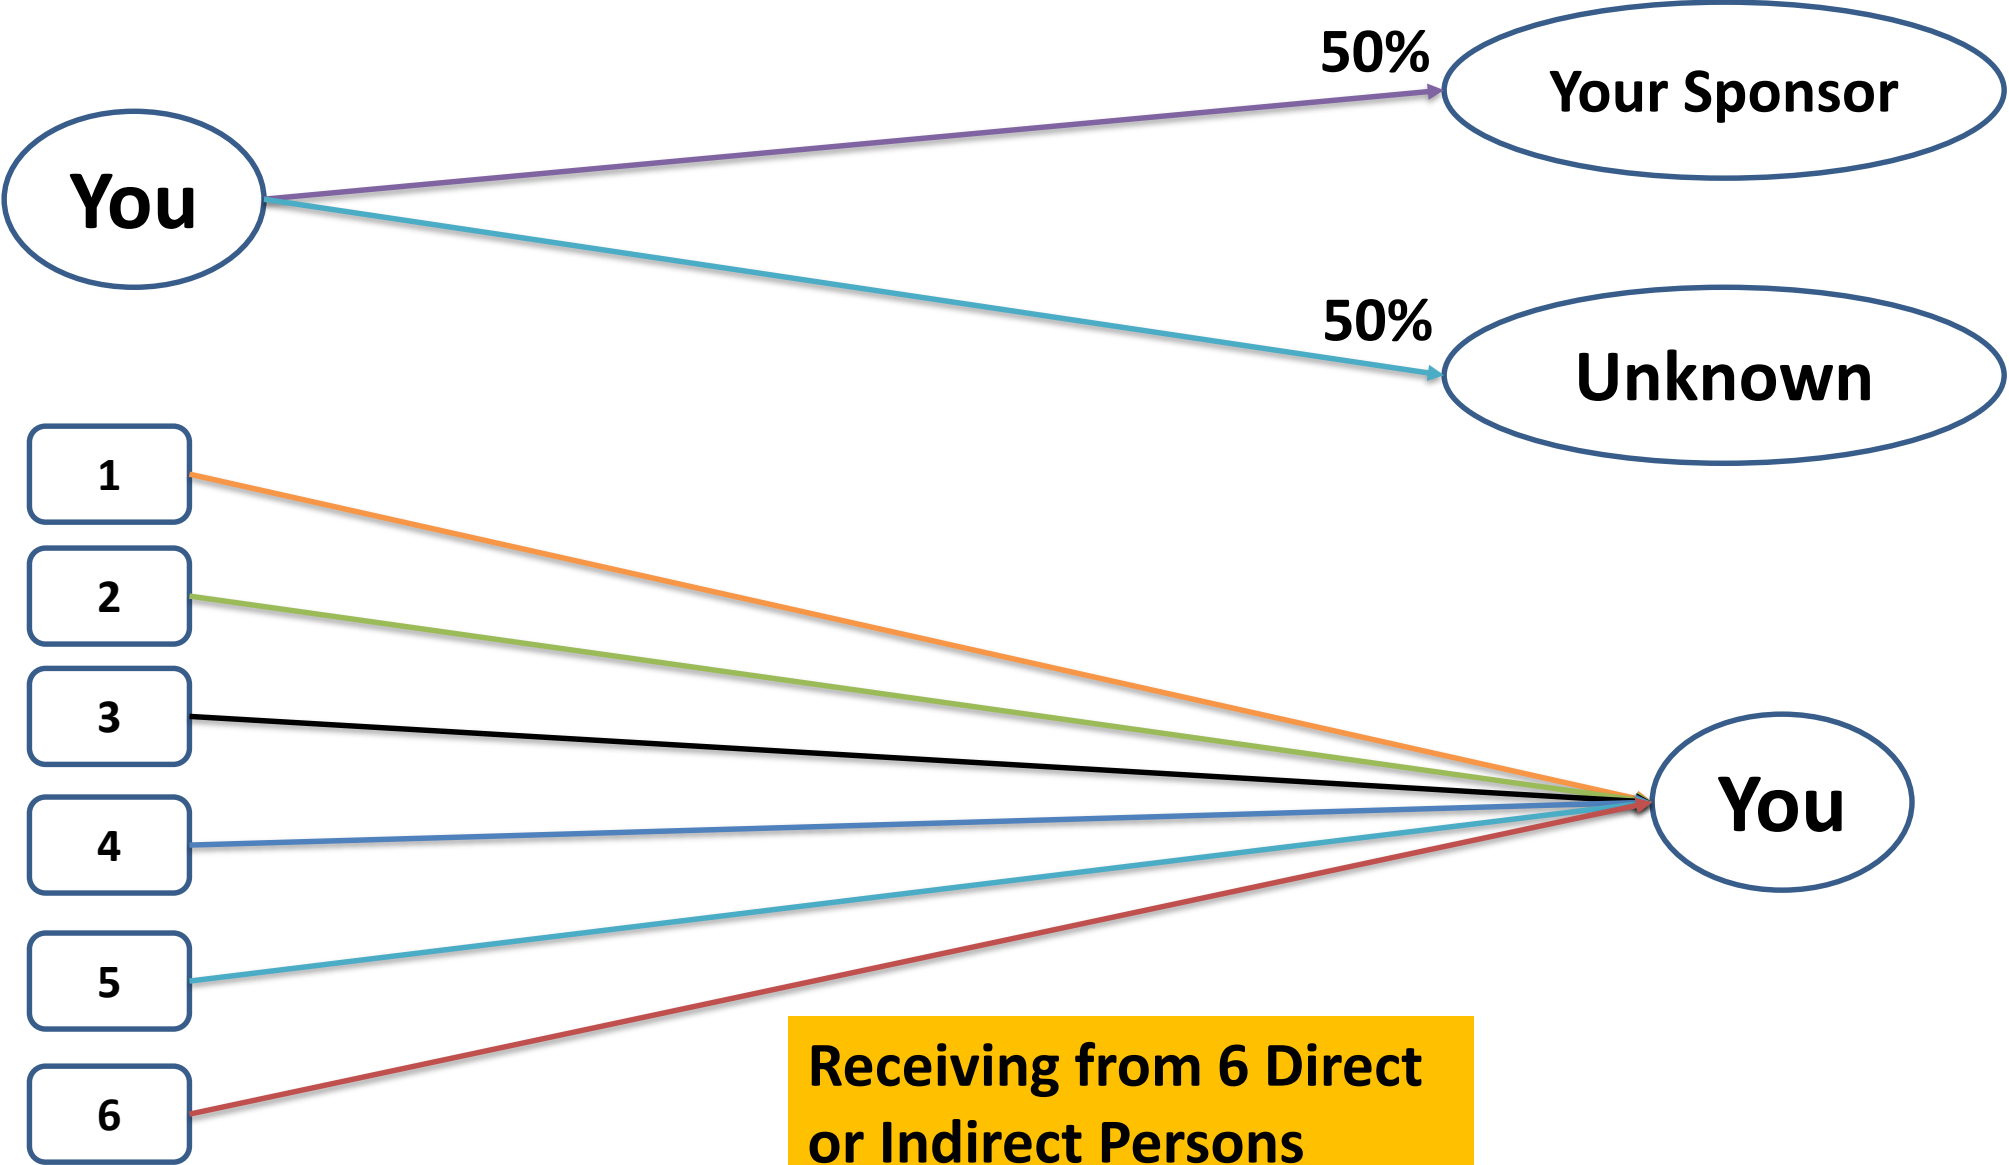 50%
Your Sponsor
You
50%
Unknown
1
2
3
4
You
5
6
Receiving from 6 Direct
or Indirect Persons